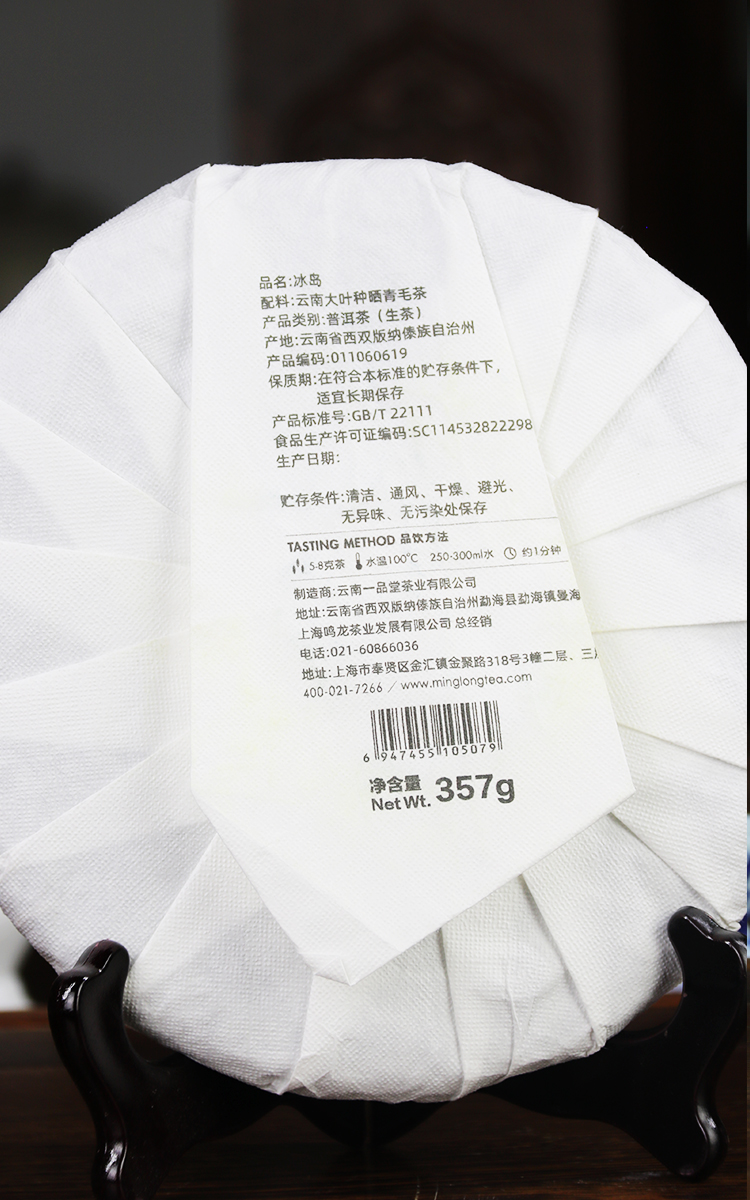 品名:冰岛
配料:云南大叶种晒青毛茶
产品类别:普洱茶（生茶）
产地:云南省西双版纳傣族自治州
产品编码:011060619
保质期:在符合本标准的贮存条件下，
适宜长期保存
产品标准号:GB/T 22111
食品生产许可证编码:SC114532822298
生产日期:
贮存条件:清洁、通风、干燥、避光、
无异味、无污染处保存
TASTING METHOD 品饮方法
5-8克茶 水温100℃ 250-300ml水 约1分钟
制造商:云南一品堂茶业有限公司
地址:云南省西双版纳傣族自治州勐海县勐海镇曼海
上海鸣龙茶业发展有限公司 总经销
电话:021-60866036
地址:上海市奉贤区金汇镇金聚路318号3幢二层、三
400-021-7266 / www.minglongtea.com
6 947455 105079
净含量
Net Wt. 357g